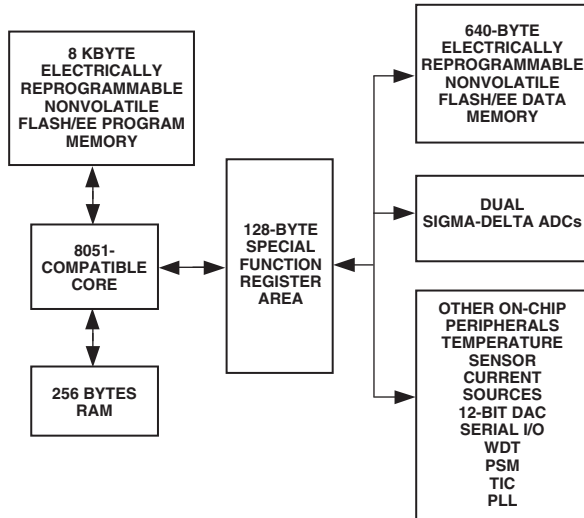 8 KBYTE
ELECTRICALLY
REPROGRAMMABLE
NONVOLATILE
FLASH/EE PROGRAM
MEMORY
8051-
COMPATIBLE
CORE
256 BYTES
RAM
128-BYTE
SPECIAL
FUNCTION
REGISTER
AREA
640-BYTE
ELECTRICALLY
REPROGRAMMABLE
NONVOLATILE
FLASH/EE DATA
MEMORY
DUAL
SIGMA-DELTA ADCs
OTHER ON-CHIP
PERIPHERALS
TEMPERATURE
SENSOR
CURRENT
SOURCES
12-BIT DAC
SERIAL I/O
WDT
PSM
TIC
PLL